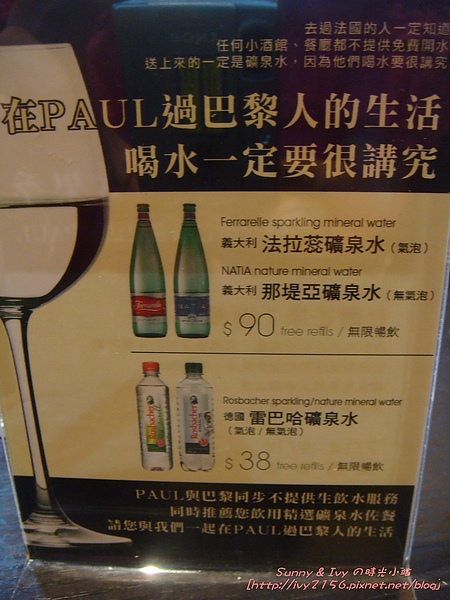 去過法國的人一定知道
任何小酒館、餐廳都不提供免費開水
送上來的一定是礦泉水，因為他們喝水要很講究
在PAUL過巴黎人的生活
喝水一定要很講究
Ferrarelle sparkling mineral water
義大利 法拉蕊礦泉水（氣泡）
NATIA nature mineral water
義大利 那堤亞礦泉水（無氣泡）
$ 90 free refills / 無限暢飲
Ferrarelle
NATIA
Rosbacher sparkling/nature mineral water
德國 雷巴哈礦泉水
（氣泡 / 無氣泡）
$ 38 free refills / 無限暢飲
Rosbacher
Rosbacher
PAUL與巴黎同步不提供生飲水服務
同時推薦您飲用精選礦泉水佐餐
請您與我們一起在PAUL過巴黎人的生活
Sunny & Ivy の時光小站
[http://ivy2156.pixnet.net/blog]